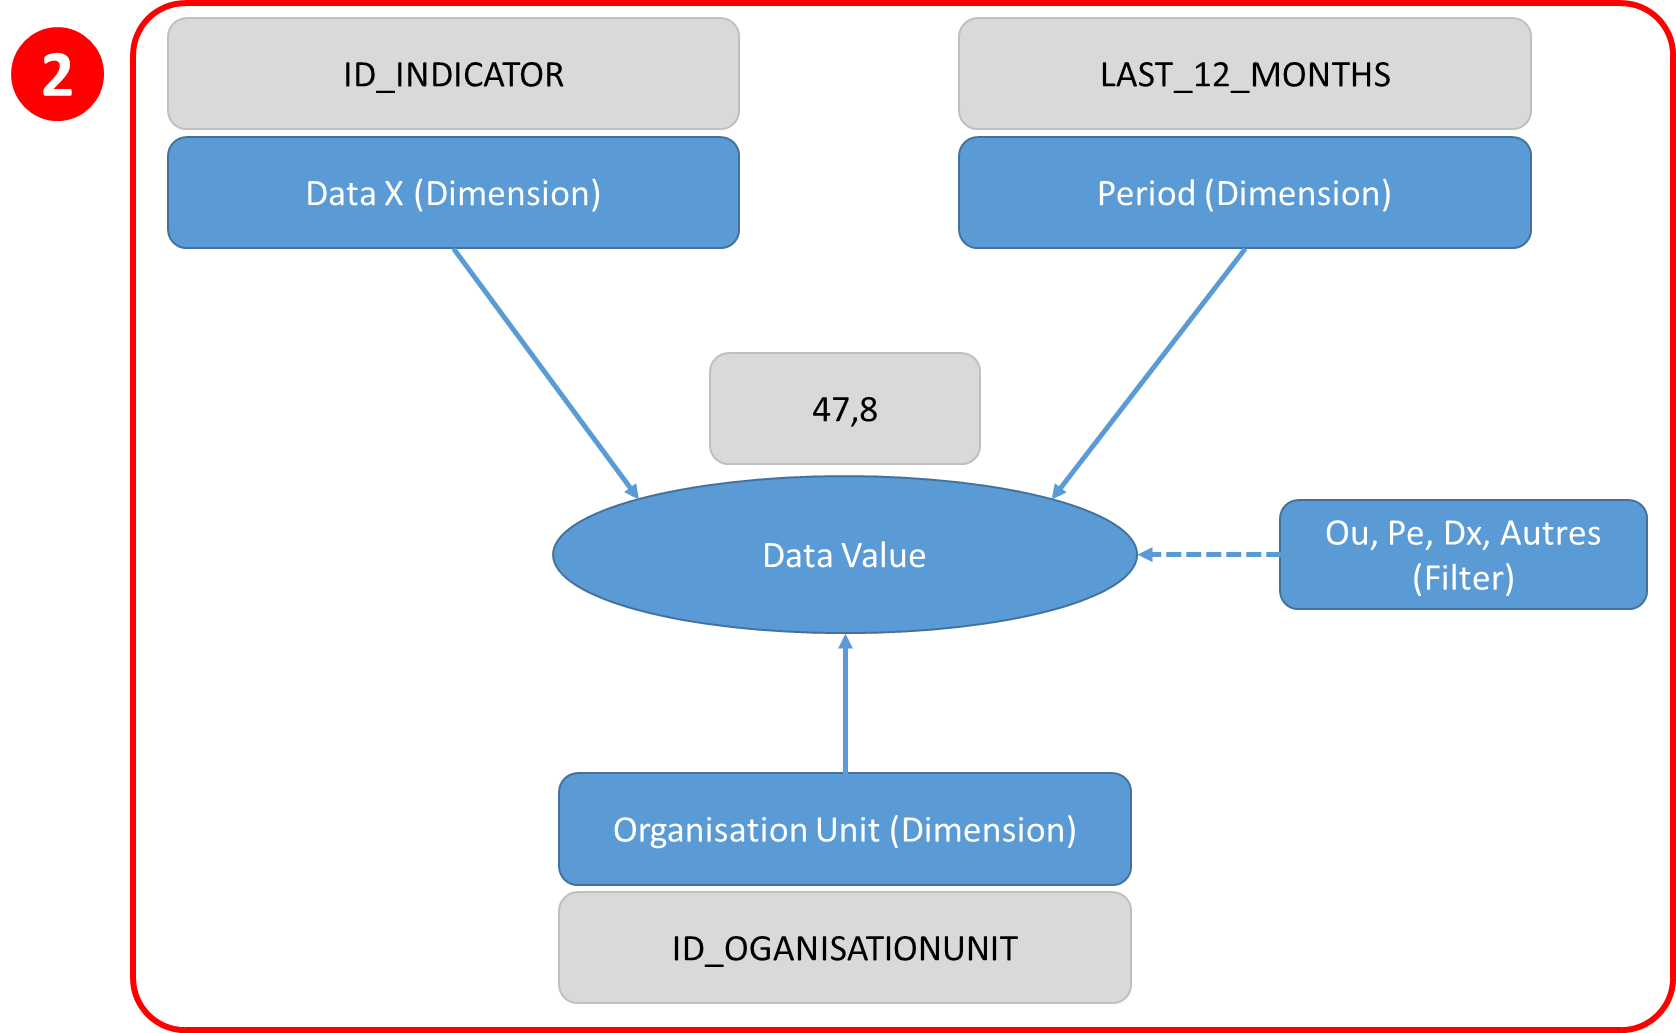 2
ID_INDICATOR
LAST_12_MONTHS
Data X (Dimension)
Period (Dimension)
47,8
Data Value
Ou, Pe, Dx, Autres
(Filter)
Organisation Unit (Dimension)
ID_OGANISATIONUNIT